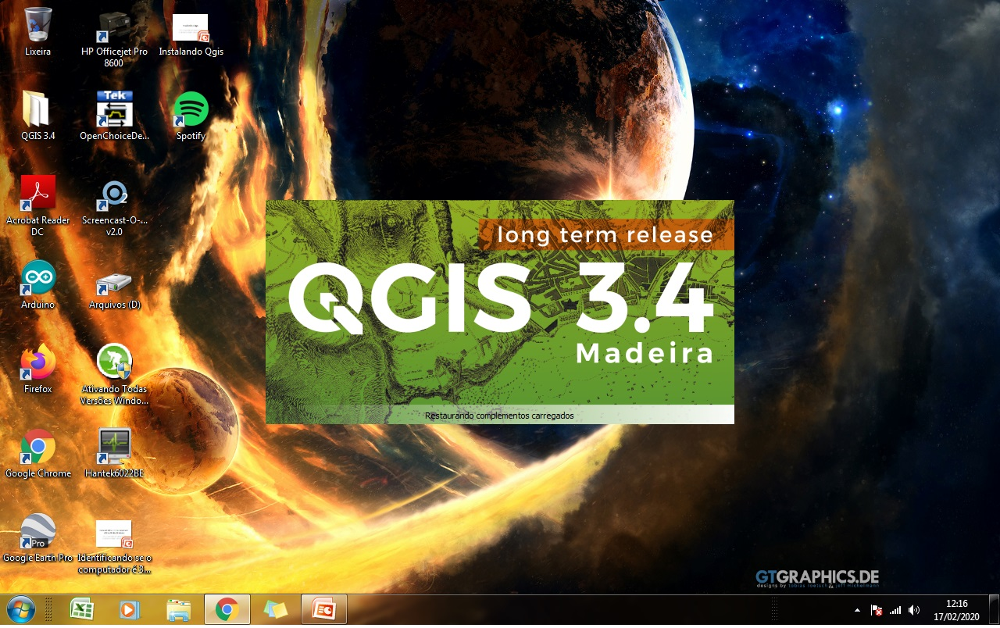 Lixeira
HP Officejet Pro
8600
Instalando Qgis
QGIS 3.4
Tek
OpenChoiceDe...
Spotify
Acrobat Reader
DC
2
Screencast-O-...
v2.0
Arduino
Arquivos (D)
Firefox
Ativando Todas
Versões Windo...
Google Chrome
Hantek6022BE
Pro
Google Earth Pro
Identificando se o
computador é 3...
long term release
QGIS 3.4
Madeira
Restaurando complementos carregados
GTGRAPHICS.DE
designs by tobias roetsch & jeff michelmann
12:16
17/02/2020